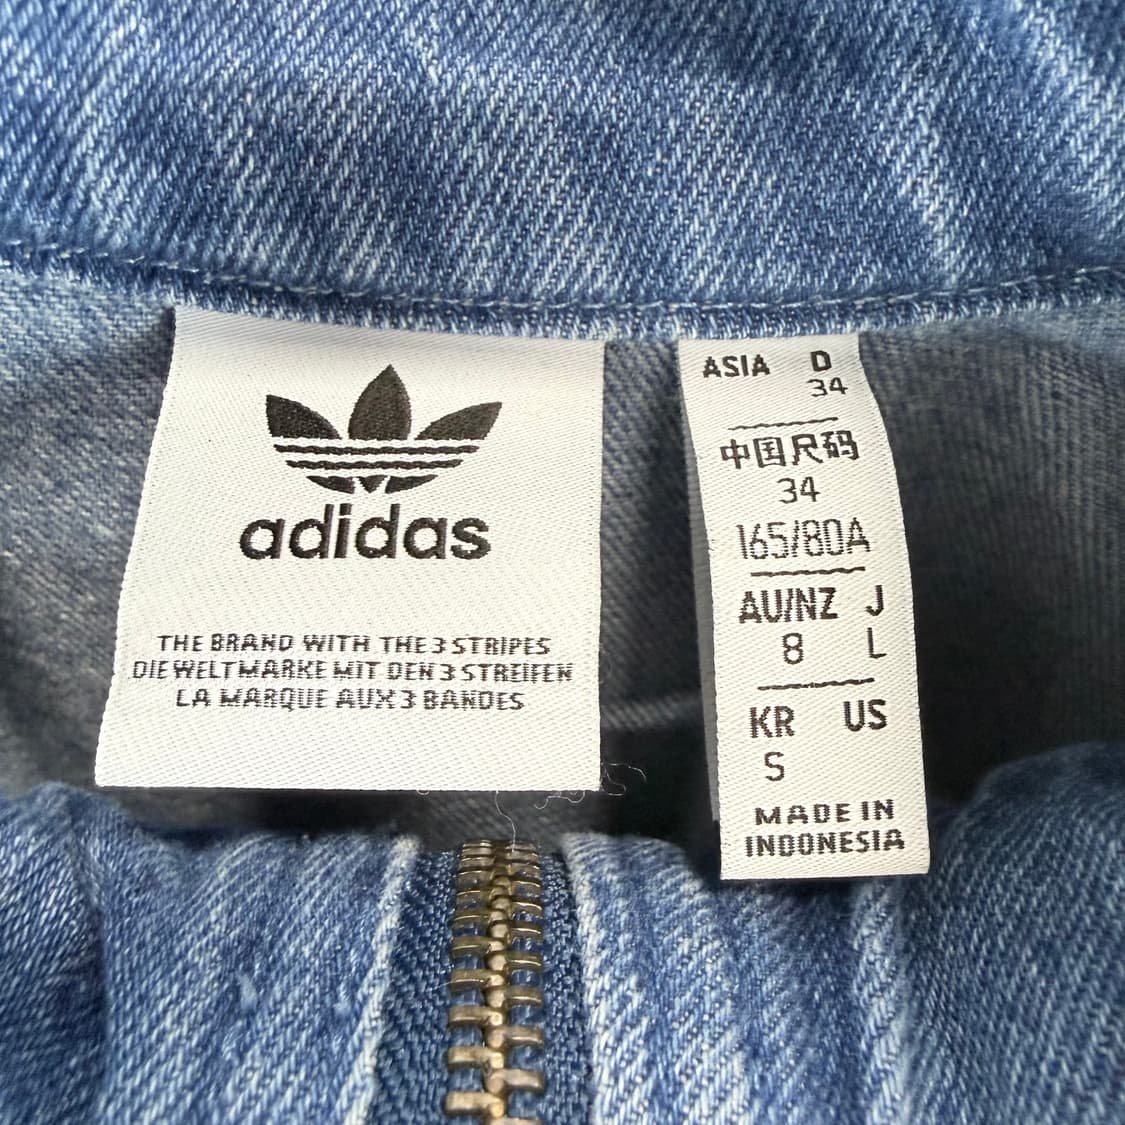 adidas
THE BRAND WITH THE 3 STRIPES
DIE WELTMARKE MIT DEN 3 STREIFEN
LA MARQUE AUX 3 BANDES
ASIA D
34
中国尺码
34
165/80A
AU/NZ J
8 L
KR US
S
MADE IN
INDONESIA